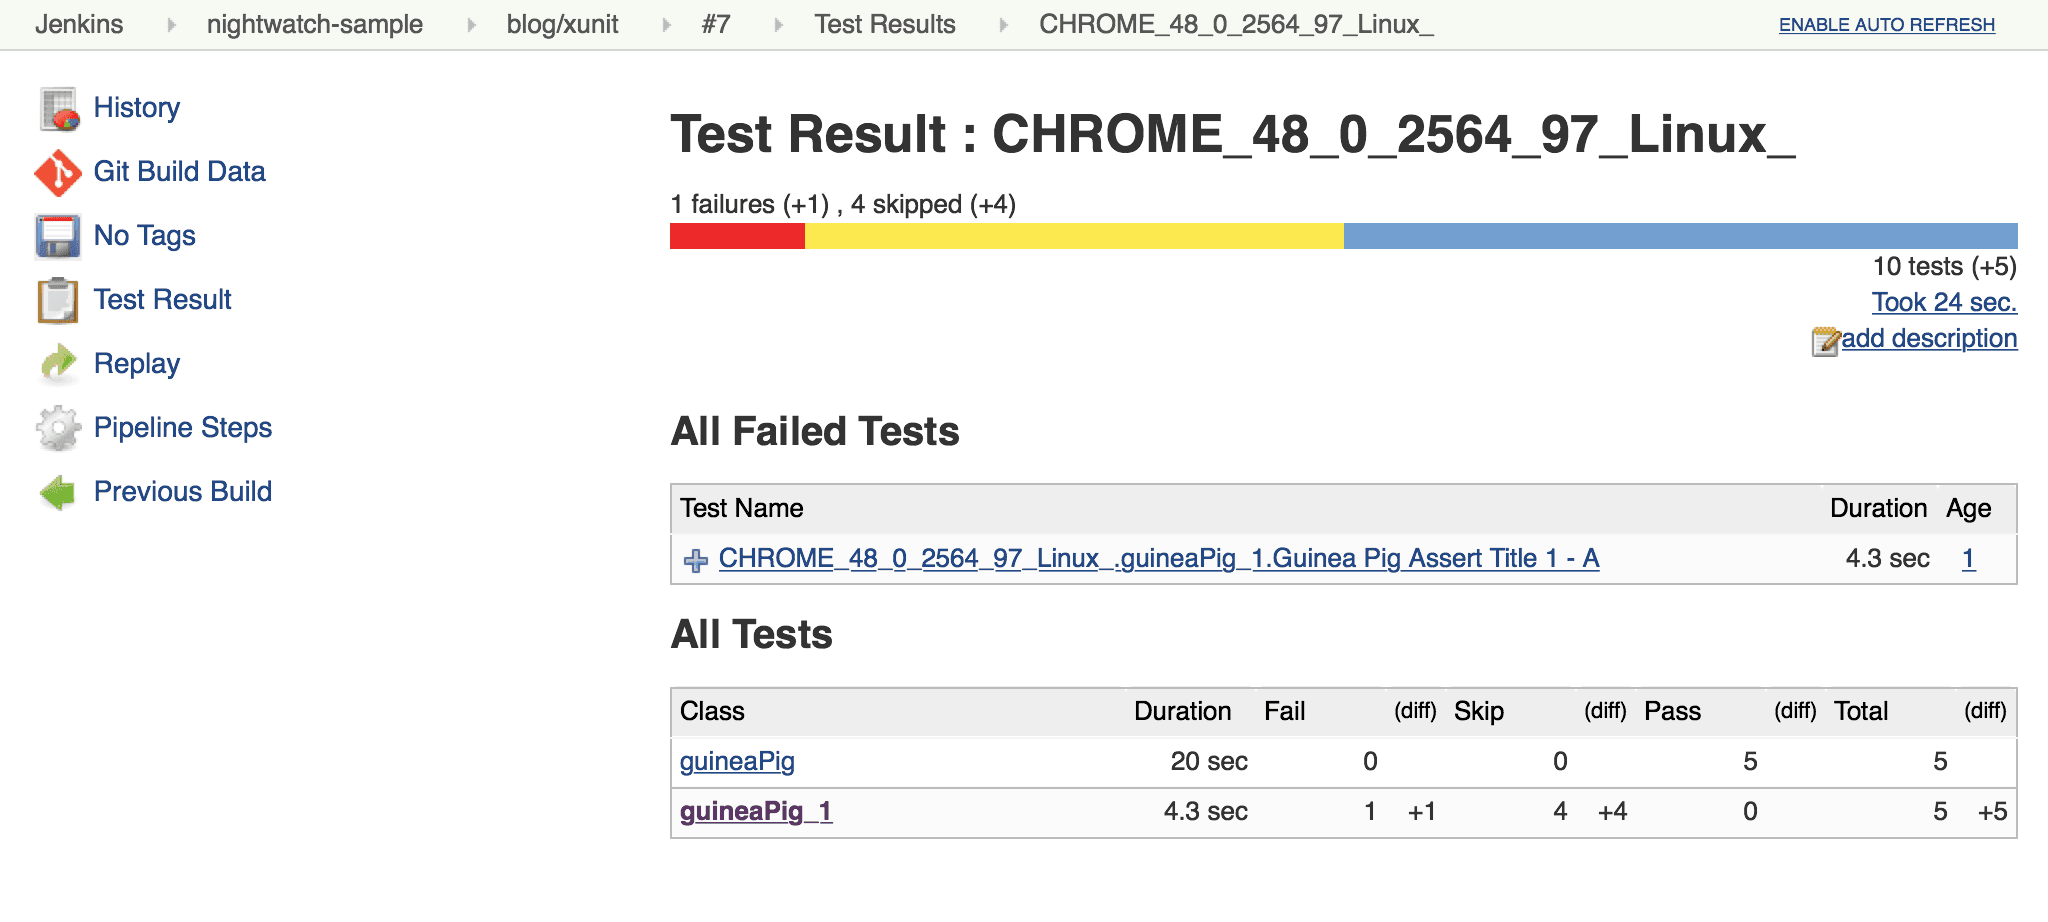 Jenkins nightwatch-sample blog/xunit #7 Test Results CHROME_48_0_2564_97_Linux_ ENABLE AUTO REFRESH
History
Git Build Data
No Tags
Test Result
Replay
Pipeline Steps
Previous Build
Test Result : CHROME_48_0_2564_97_Linux_
1 failures (+1) , 4 skipped (+4)
10 tests (+5)
Took 24 sec.
add description
All Failed Tests
Test Name Duration Age
CHROME_48_0_2564_97_Linux_.guineaPig_1.Guinea Pig Assert Title 1 - A 4.3 sec 1
All Tests
Class Duration Fail (diff) Skip (diff) Pass (diff) Total (diff)
guineaPig 20 sec 0 0 5 5
guineaPig_1 4.3 sec 1 +1 4 +4 0 5 +5